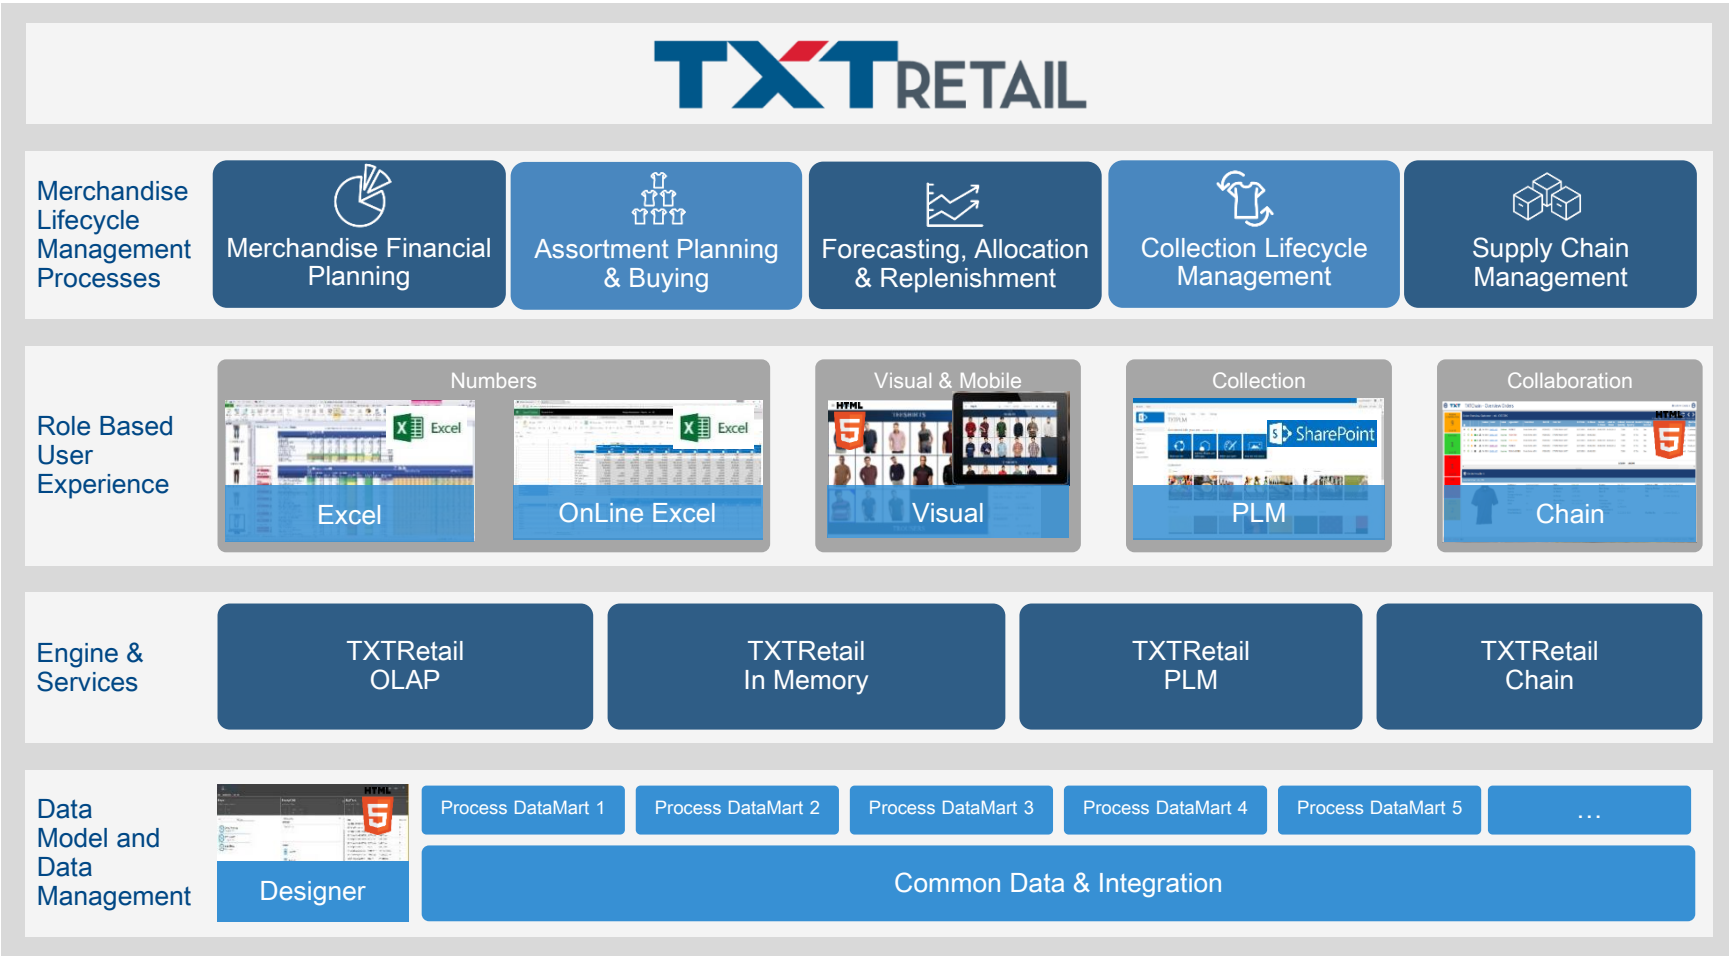 TXTRETAIL
Merchandise
Lifecycle
Management
Processes
Merchandise Financial
Planning
Assortment Planning
& Buying
Forecasting, Allocation
& Replenishment
Collection Lifecycle
Management
Supply Chain
Management
Role Based
User
Experience
Numbers
Excel
Excel
Excel
OnLine Excel
Visual & Mobile
HTML
5
Visual
Collection
SharePoint
PLM
Collaboration
HTML
5
Chain
Engine &
Services
TXTRetail
OLAP
TXTRetail
In Memory
TXTRetail
PLM
TXTRetail
Chain
Data
Model and
Data
Management
HTML
5
Designer
Process DataMart 1
Process DataMart 2
Process DataMart 3
Process DataMart 4
Process DataMart 5
...
Common Data & Integration